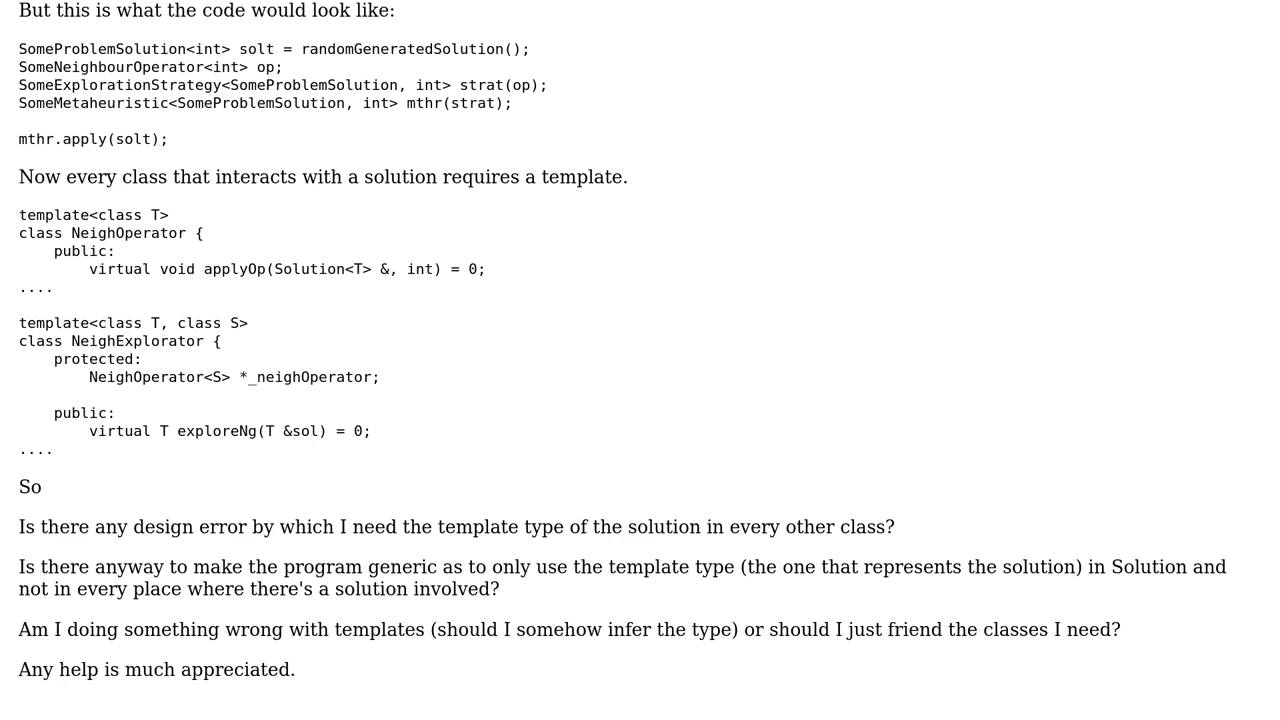 But this is what the code would look like:
SomeProblemSolution<int> solt = randomGeneratedSolution();
SomeNeighbourOperator<int> op;
SomeExplorationStrategy<SomeProblemSolution, int> strat(op);
SomeMetaheuristic<SomeProblemSolution, int> mthr(strat);
mthr.apply(solt);
Now every class that interacts with a solution requires a template.
template<class T>
class NeighOperator {
    public:
        virtual void applyOp(Solution<T> &, int) = 0;
....
template<class T, class S>
class NeighExplorator {
    protected:
        NeighOperator<S> *_neighOperator;
    public:
        virtual T exploreNg(T &sol) = 0;
....
So
Is there any design error by which I need the template type of the solution in every other class?
Is there anyway to make the program generic as to only use the template type (the one that represents the solution) in Solution and
not in every place where there's a solution involved?
Am I doing something wrong with templates (should I somehow infer the type) or should I just friend the classes I need?
Any help is much appreciated.